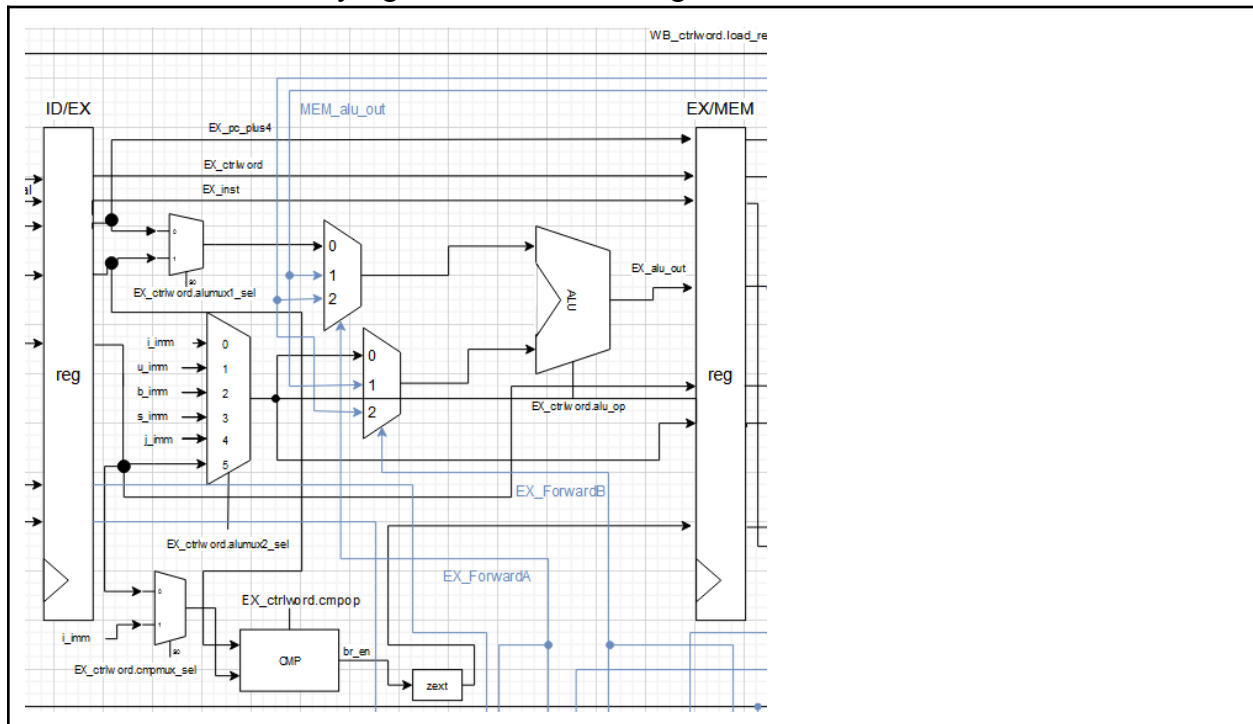 WB_ctrlword.load_re
ID/EX
MEM_alu_out
EX/MEM
EX_pc_plus4
EX_ctrlword
EX_inst
al
0
1
EX_ctrlword.alumux1_sel
0
1
2
ALU
EX_alu_out
i_imm
0
u_imm
1
b_imm
2
s_imm
3
j_imm
4
5
0
1
2
reg
reg
EX_ctrlword.alu_op
EX_ForwardB
EX_ctrlword.alumux2_sel
EX_ForwardA
0
1
EX_ctrlword.cmpop
i_imm
EX_ctrlword.cmpmux_sel
CMP
br_en
zext